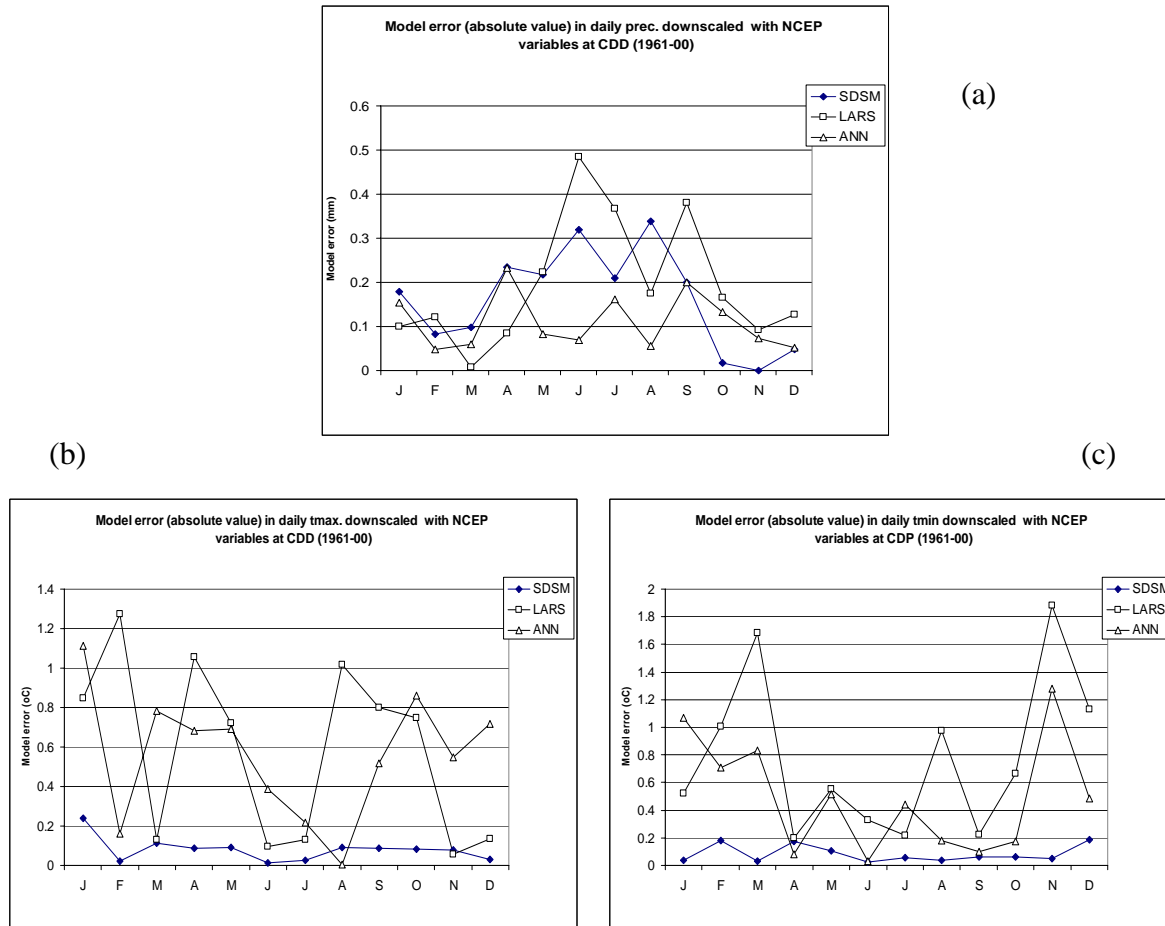 Model error (absolute value) in daily prec. downscaled with NCEP
variables at CDD (1961-00)
(a)
SDSM
LARS
ANN
Model error (mm)
0.6
0.5
0.4
0.3
0.2
0.1
0
J F M A M J J A S O N D
(b)
(c)
Model error (absolute value) in daily tmax. downscaled with NCEP
variables at CDD (1961-00)
SDSM
LARS
ANN
Model error (oC)
1.4
1.2
1
0.8
0.6
0.4
0.2
0
J F M A M J J A S O N D
Model error (absolute value) in daily tmin downscaled with NCEP
variables at CDP (1961-00)
SDSM
LARS
ANN
Model error (oC)
2
1.8
1.6
1.4
1.2
1
0.8
0.6
0.4
0.2
0
J F M A M J J A S O N D